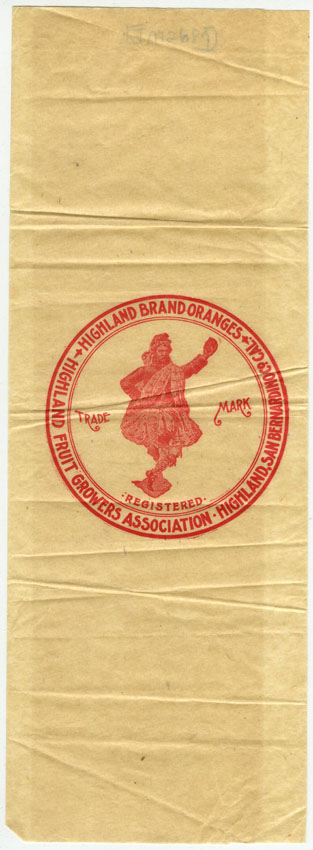 HIGHLAND BRAND ORANGES
HIGHLAND FRUIT GROWERS ASSOCIATION · HIGHLAND, SAN BERNARDINO CO. CAL.
TRADE MARK
· REGISTERED ·